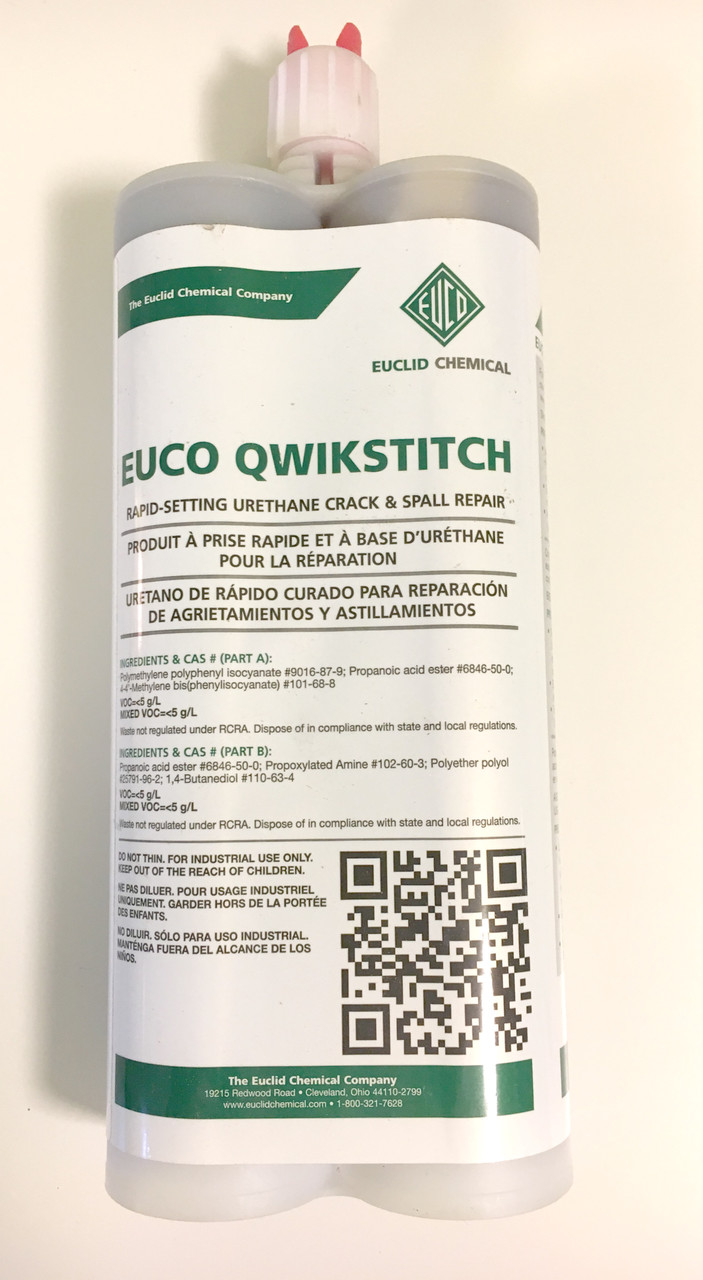 The Euclid Chemical Company
EUCO
EUCLID CHEMICAL
EUCO QWIKSTITCH
RAPID-SETTING URETHANE CRACK & SPALL REPAIR
PRODUIT À PRISE RAPIDE ET À BASE D'URÉTHANE
POUR LA RÉPARATION
URETANO DE RÁPIDO CURADO PARA REPARACIÓN
DE AGRIETAMIENTOS Y ASTILLAMIENTOS
INGREDIENTS & CAS # (PART A):
Polymethylene polyphenyl isocyanate #9016-87-9; Propanoic acid ester #6846-50-0;
4-4'-Methylene bis(phenylisocyanate) #101-68-8
VOC=<5 g/L
MIXED VOC=<5 g/L
Waste not regulated under RCRA. Dispose of in compliance with state and local regulations.
INGREDIENTS & CAS # (PART B):
Propanoic acid ester #6846-50-0; Propoxylated Amine #102-60-3; Polyether polyol
#25791-96-2; 1,4-Butanediol #110-63-4
VOC=<5 g/L
MIXED VOC=<5 g/L
Waste not regulated under RCRA. Dispose of in compliance with state and local regulations.
DO NOT THIN. FOR INDUSTRIAL USE ONLY.
KEEP OUT OF THE REACH OF CHILDREN.
NE PAS DILUER. POUR USAGE INDUSTRIEL
UNIQUEMENT. GARDER HORS DE LA PORTÉE
DES ENFANTS.
NO DILUIR. SÓLO PARA USO INDUSTRIAL.
MANTÉNGA FUERA DEL ALCANCE DE LOS
NIÑOS.
The Euclid Chemical Company
19215 Redwood Road • Cleveland, Ohio 44110-2799
www.euclidchemical.com • 1-800-321-7628